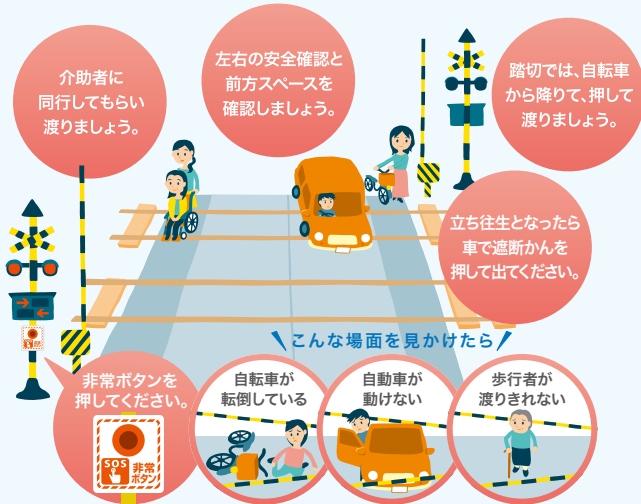 介助者に
同行してもらい
渡りましょう。
左右の安全確認と
前方スペースを
確認しましょう。
踏切では、自転車
から降りて、押して
渡りましょう。
立ち往生となったら
車で遮断かんを
押して出てください。
こんな場面を見かけたら
非常ボタンを
押してください。
SOS
非常
ボタン
自転車が
転倒している
自動車が
動けない
歩行者が
渡りきれない